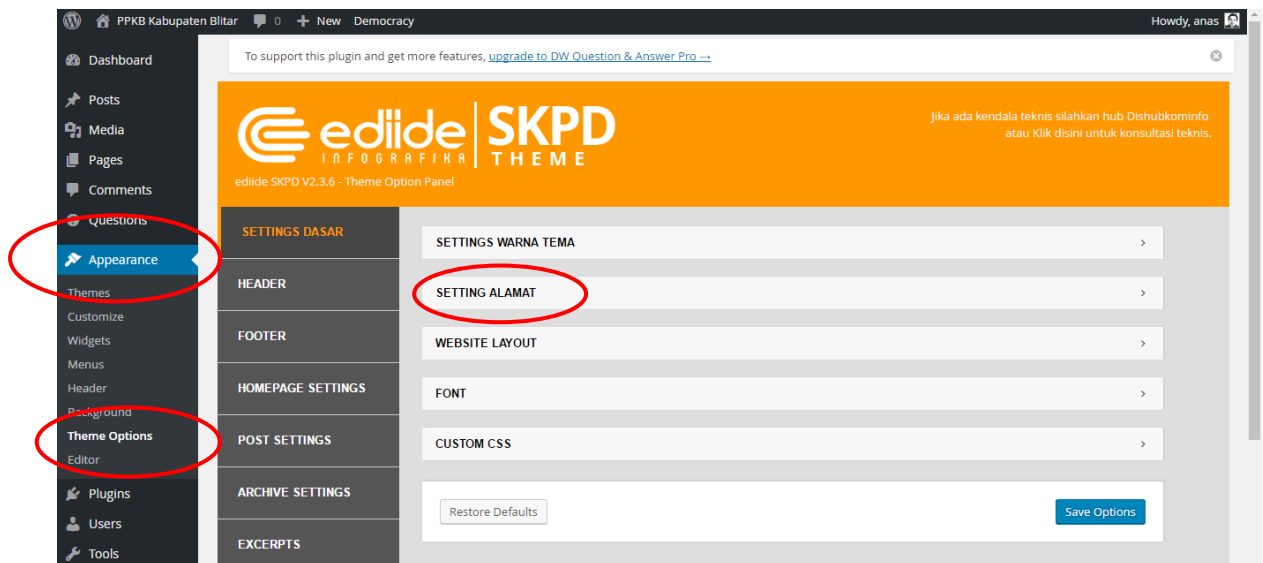 PPKB Kabupaten Blitar 0 + New Democracy Howdy, anas
Dashboard
Posts
Media
Pages
Comments
Questions
Appearance
Themes
Customize
Widgets
Menus
Header
Background
Theme Options
Editor
Plugins
Users
Tools
To support this plugin and get more features, upgrade to DW Question & Answer Pro →
ediide
INFOGRAFIKA
SKPD
THEME
ediide SKPD V2.3.6 - Theme Option Panel
Jika ada kendala teknis silahkan hub Dishubkominfo
atau Klik disini untuk konsultasi teknis.
SETTINGS DASAR
HEADER
FOOTER
HOMEPAGE SETTINGS
POST SETTINGS
ARCHIVE SETTINGS
EXCERPTS
SETTINGS WARNA TEMA
SETTING ALAMAT
WEBSITE LAYOUT
FONT
CUSTOM CSS
Restore Defaults
Save Options